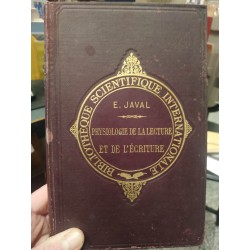 BIBLIOTHÈQUE SCIENTIFIQUE INTERNATIONALE
E. JAVAL
PHYSIOLOGIE DE LA LECTURE
ET DE L'ÉCRITURE